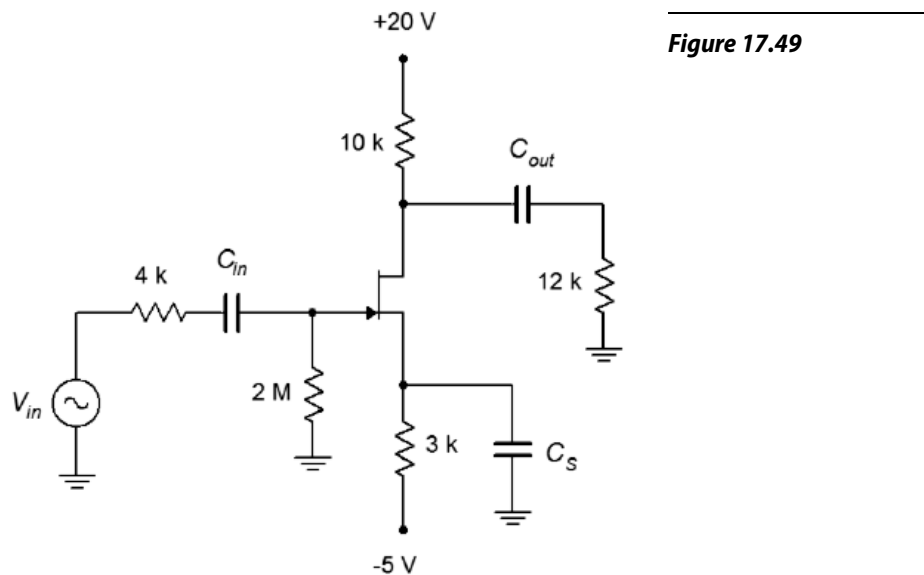 +20 V
Figure 17.49
10 k
C_out
4 k
C_in
12 k
V_in
2 M
3 k
C_S
-5 V